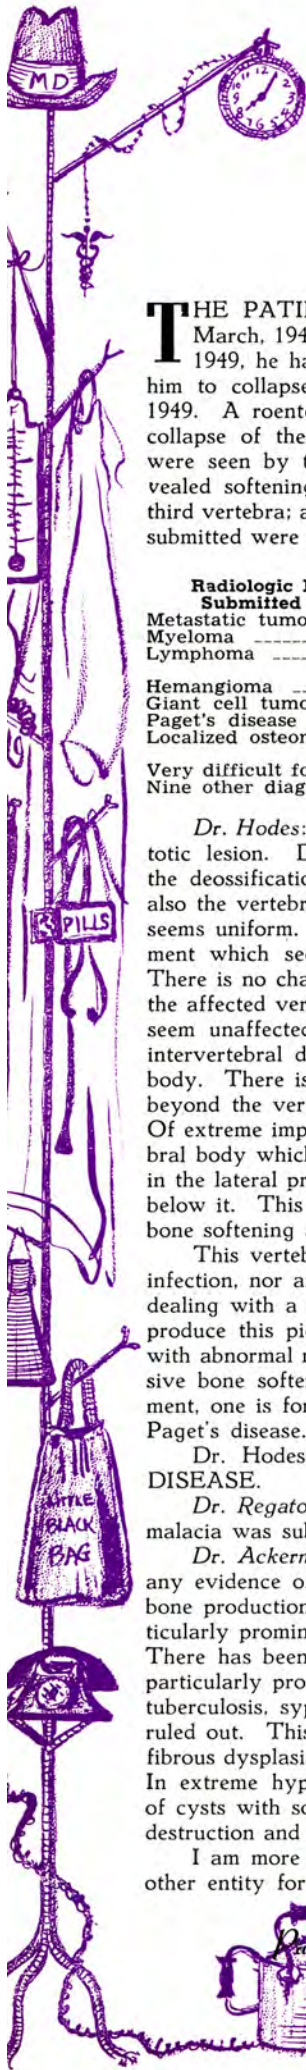 MD
THE PATI
March, 194
1949, he ha
him to collapse
1949. A roent
collapse of the
were seen by t
vealed softening
third vertebra; a
submitted were
Radiologic
Submitted
Metastatic tumo
Myeloma
Lymphoma
Hemangioma
Giant cell tumo
Paget's disease
Localized osteo
Very difficult fo
Nine other diag
Dr. Hodes:
totic lesion. D
the deossificatio
also the vertebr
seems uniform.
ment which see
There is no cha
the affected ver
seem unaffected
intervertebral d
body. There is
beyond the ver
Of extreme imp
bral body which
in the lateral pr
below it. This
bone softening
This verteb
infection, nor a
dealing with a
produce this pi
with abnormal
sive bone softe
ment, one is for
Paget's disease.
Dr. Hodes
DISEASE.
Dr. Regato
malacia was sul
Dr. Ackern
any evidence o
bone production
ticularly promin
There has been
particularly pro
tuberculosis, syp
ruled out. This
fibrous dysplasi
In extreme hyp
of cysts with so
destruction and
I am more
other entity for
PILLS
LITTLE
BLACK
BAG